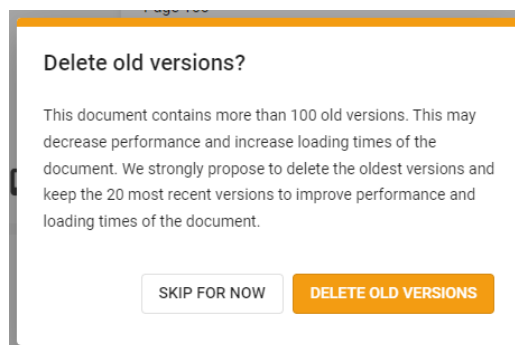 Delete old versions?
This document contains more than 100 old versions. This may
decrease performance and increase loading times of the
document. We strongly propose to delete the oldest versions and
keep the 20 most recent versions to improve performance and
loading times of the document.
SKIP FOR NOW DELETE OLD VERSIONS